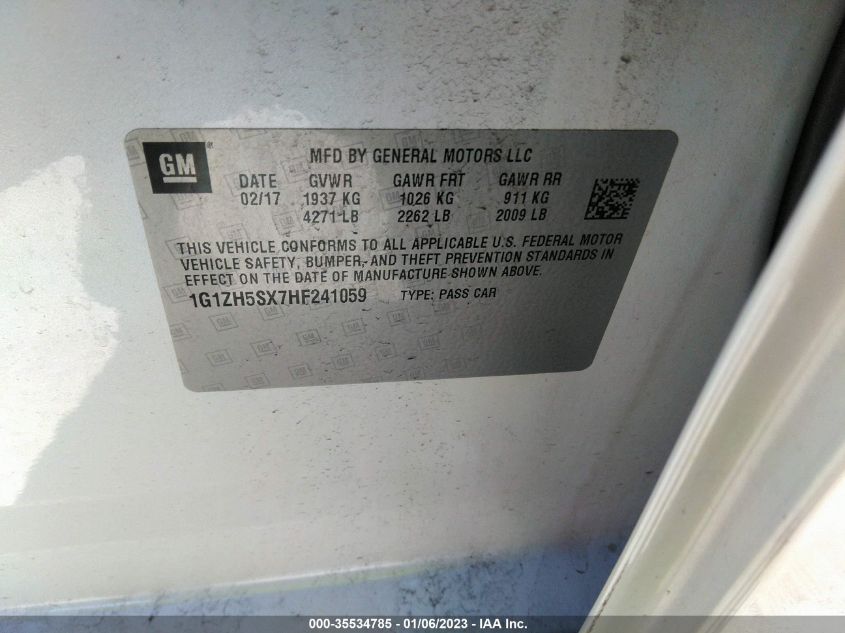 GM
MFD BY GENERAL MOTORS LLC
DATE GVWR GAWR FRT GAWR RR
02/17 1937 KG 1026 KG 911 KG
4271 LB 2262 LB 2009 LB
THIS VEHICLE CONFORMS TO ALL APPLICABLE U.S. FEDERAL MOTOR
VEHICLE SAFETY, BUMPER, AND THEFT PREVENTION STANDARDS IN
EFFECT ON THE DATE OF MANUFACTURE SHOWN ABOVE.
1G1ZH5SX7HF241059 TYPE: PASS CAR
000-35534785 - 01/06/2023 - IAA Inc.